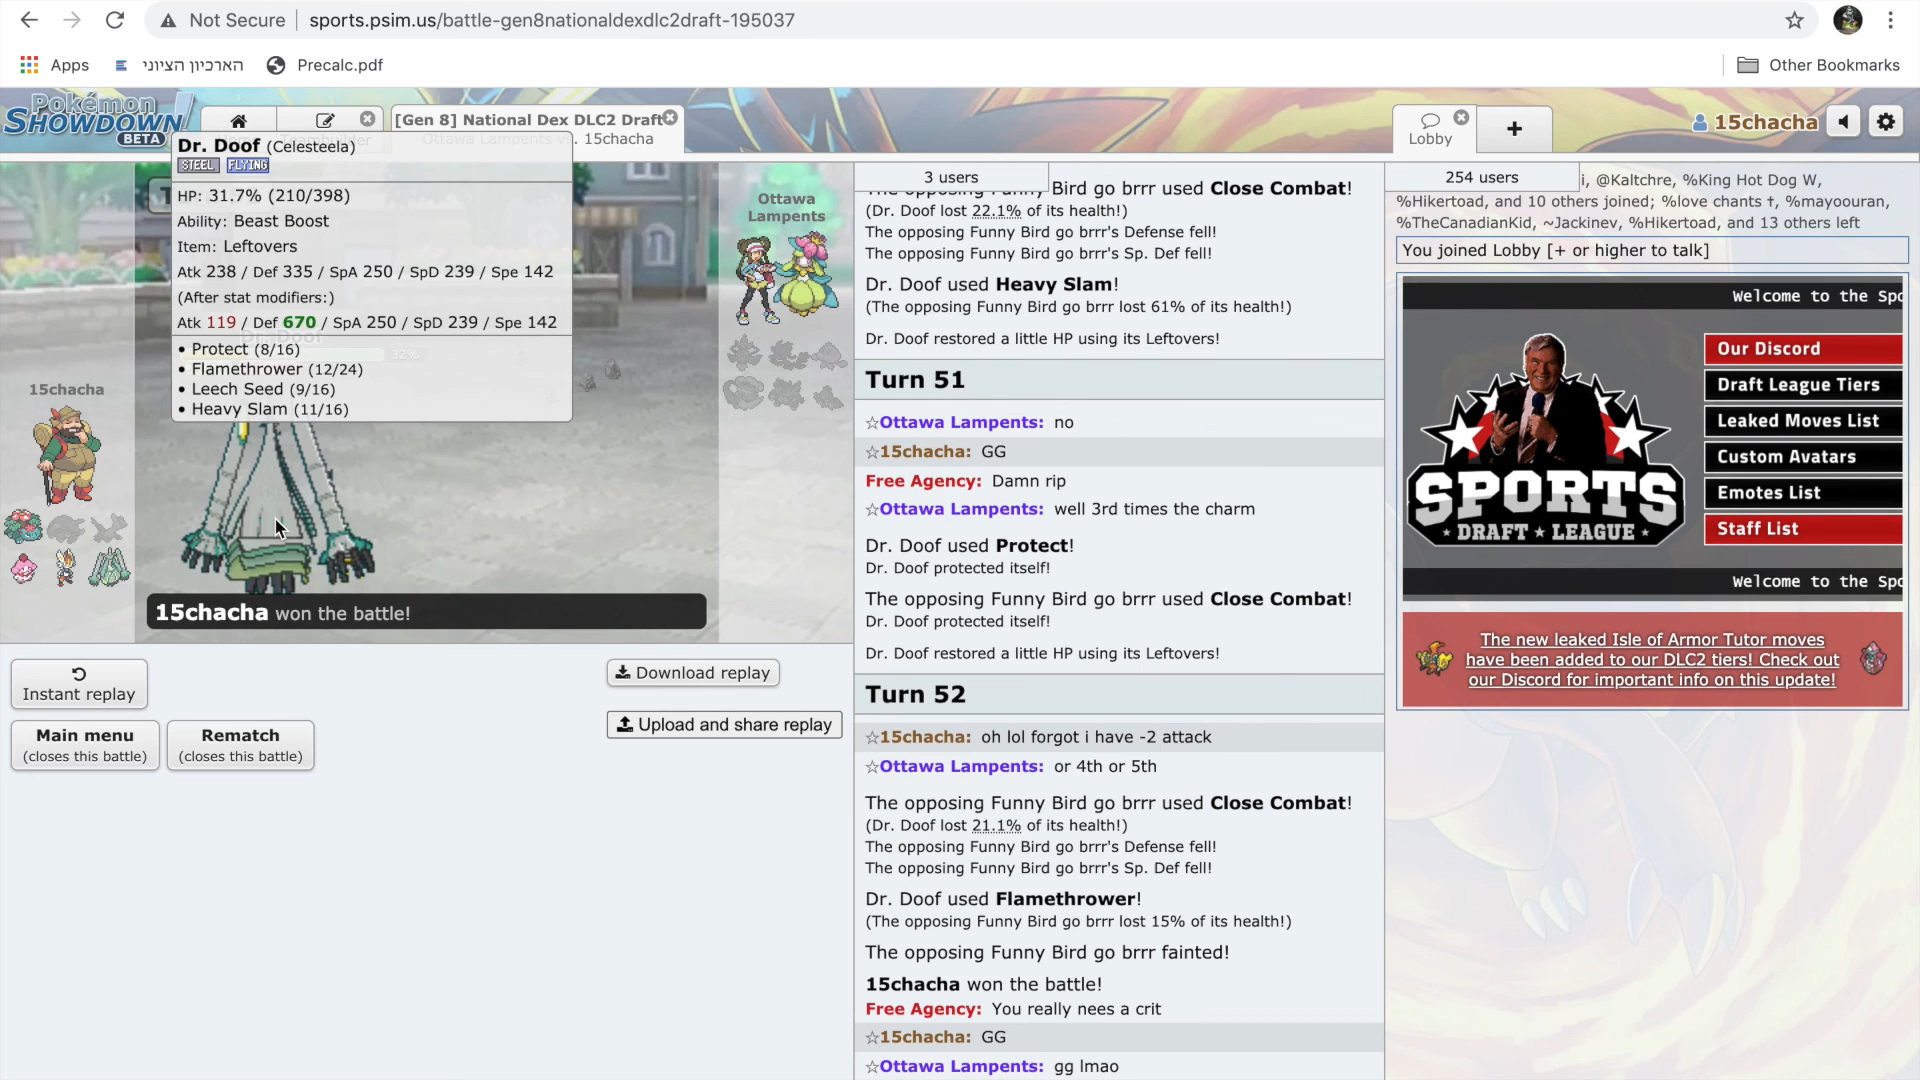 Not Secure
sports.psim.us/battle-gen8nationaldexdlc2draft-195037
Apps
הארכיון הציוני
Precalc.pdf
Other Bookmarks
Pokémon
SHOWDOWN
BETA
[Gen 8] National Dex DLC2 Draft
Ottawa Lampents vs. 15chacha
Lobby
15chacha
Dr. Doof (Celesteela)
STEEL FLYING
HP: 31.7% (210/398)
Ability: Beast Boost
Item: Leftovers
Atk 238 / Def 335 / SpA 250 / SpD 239 / Spe 142
(After stat modifiers:)
Atk 119 / Def 670 / SpA 250 / SpD 239 / Spe 142
• Protect (8/16)
• Flamethrower (12/24)
• Leech Seed (9/16)
• Heavy Slam (11/16)
32%
15chacha
Ottawa
Lampents
15chacha won the battle!
Instant replay
Download replay
Upload and share replay
Main menu
(closes this battle)
Rematch
(closes this battle)
3 users
Bird go brrr used Close Combat!
(Dr. Doof lost 22.1% of its health!)
The opposing Funny Bird go brrr's Defense fell!
The opposing Funny Bird go brrr's Sp. Def fell!
Dr. Doof used Heavy Slam!
(The opposing Funny Bird go brrr lost 61% of its health!)
Dr. Doof restored a little HP using its Leftovers!
Turn 51
☆Ottawa Lampents: no
☆15chacha: GG
Free Agency: Damn rip
☆Ottawa Lampents: well 3rd times the charm
Dr. Doof used Protect!
Dr. Doof protected itself!
The opposing Funny Bird go brrr used Close Combat!
Dr. Doof protected itself!
Dr. Doof restored a little HP using its Leftovers!
Turn 52
☆15chacha: oh lol forgot i have -2 attack
☆Ottawa Lampents: or 4th or 5th
The opposing Funny Bird go brrr used Close Combat!
(Dr. Doof lost 21.1% of its health!)
The opposing Funny Bird go brrr's Defense fell!
The opposing Funny Bird go brrr's Sp. Def fell!
Dr. Doof used Flamethrower!
(The opposing Funny Bird go brrr lost 15% of its health!)
The opposing Funny Bird go brrr fainted!
15chacha won the battle!
Free Agency: You really nees a crit
☆15chacha: GG
☆Ottawa Lampents: gg lmao
254 users
i, @Kaltchre, %King Hot Dog W,
%Hikertoad, and 10 others joined; %love chants †, %mayoouran,
%TheCanadianKid, ~Jackinev, %Hikertoad, and 13 others left
You joined Lobby [+ or higher to talk]
Welcome to the Spo
SPORTS
DRAFT ★ LEAGUE
Our Discord
Draft League Tiers
Leaked Moves List
Custom Avatars
Emotes List
Staff List
Welcome to the Spo
The new leaked Isle of Armor Tutor moves
have been added to our DLC2 tiers! Check out
our Discord for important info on this update!